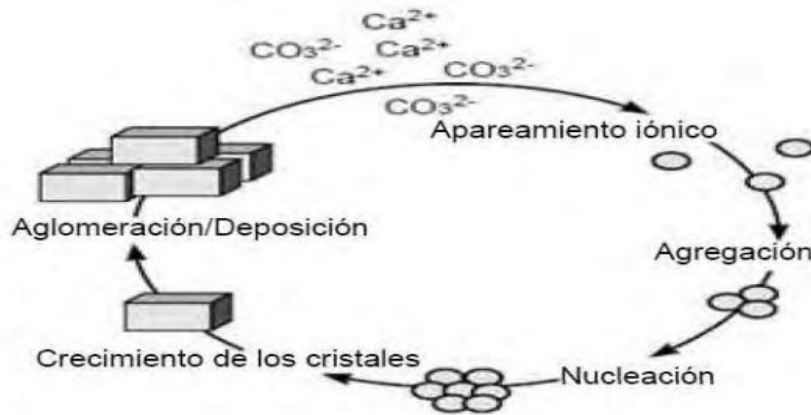 Ca²⁺
CO₃²⁻ Ca²⁺
Ca²⁺ CO₃²⁻
CO₃²⁻
Apareamiento iónico
Aglomeración/Deposición
Agregación
Crecimiento de los cristales
Nucleación